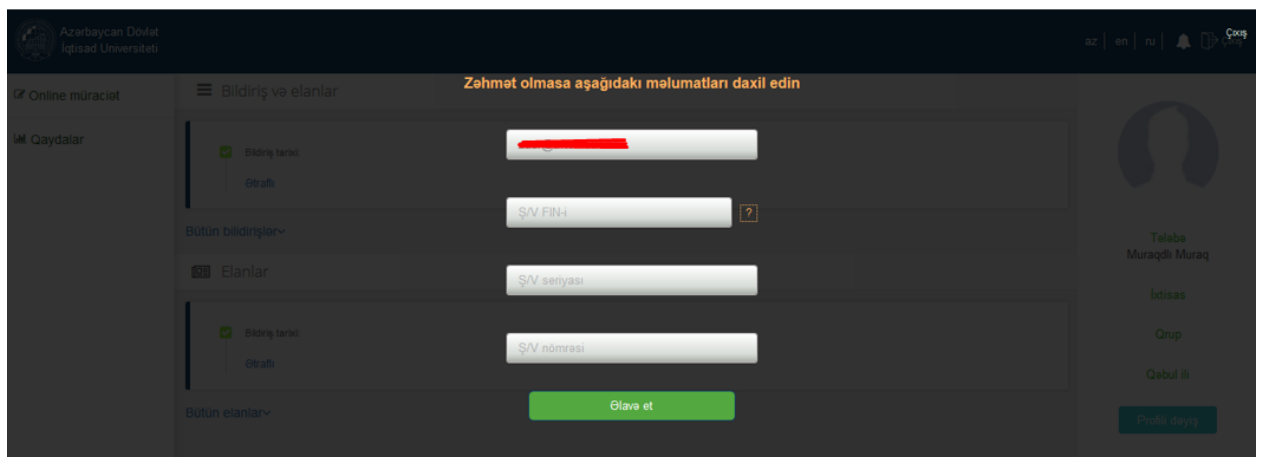 Azərbaycan Dövlət
İqtisad Universiteti
az | en | ru |
Çıxış
Zəhmət olmasa aşağıdakı məlumatları daxil edin
Online müraciət
Qaydalar
Bildiriş və elanlar
Bildiriş tarixi:
Ətraflı
Bütün bildirişlər
Elanlar
Bildiriş tarixi:
Ətraflı
Bütün elanlar
Ş/V FIN-i
?
Ş/V seriyası
Ş/V nömrəsi
Əlavə et
Tələbə
Muraqdlı Muraq
İxtisas
Qrup
Qəbul ili
Profili dəyiş